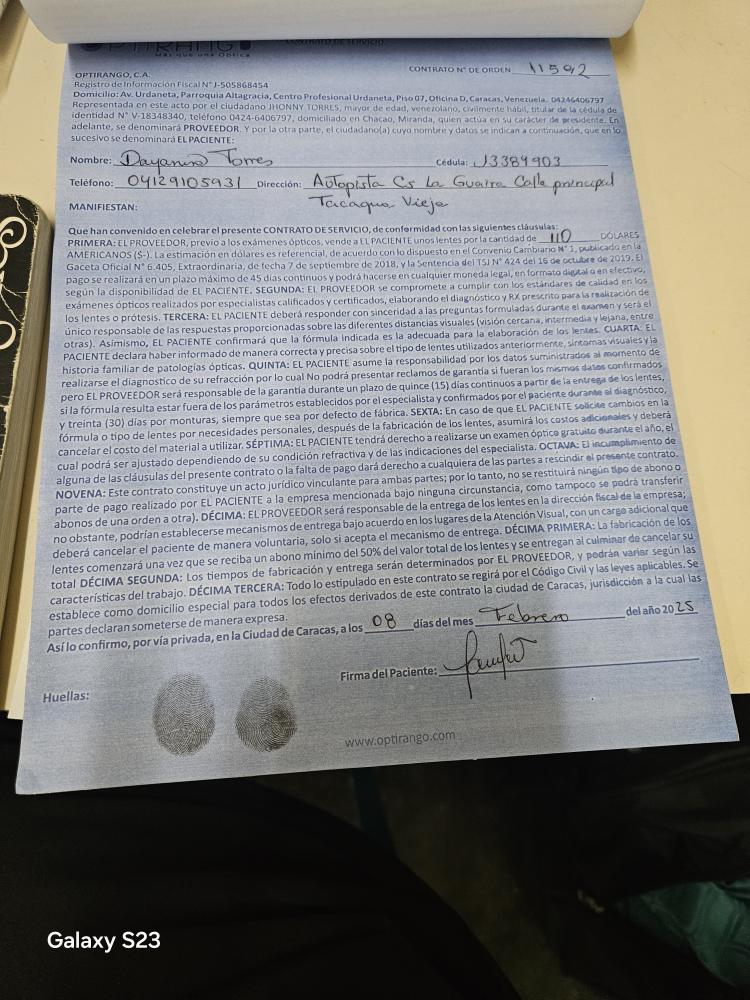 OPTIRANGO
Más que una Óptica
CONTRATO DE SERVICIO
CONTRATO N° DE ORDEN 11592
OPTIRANGO, C.A.
Registro de Información Fiscal N° J-505868454
Domicilio: Av. Urdaneta, Parroquia Altagracia, Centro Profesional Urdaneta, Piso 07, Oficina D, Caracas, Venezuela. 04246406797
Representada en este acto por el ciudadano JHONNY TORRES, mayor de edad, venezolano, civilmente hábil, titular de la cédula de
identidad N° V-18348340, teléfono 0424-6406797, domiciliado en Chacao, Miranda, quien actúa en su carácter de presidente. En
adelante, se denominará PROVEEDOR. Y por la otra parte, el ciudadano(a) cuyo nombre y datos se indican a continuación, que en lo
sucesivo se denominará EL PACIENTE:
Nombre: Dayanira Torres Cédula: 13384903
Teléfono: 04129105931 Dirección: Autopista Cs La Guaira Calle principal
Tacagua Vieja
MANIFIESTAN:
Que han convenido en celebrar el presente CONTRATO DE SERVICIO, de conformidad con las siguientes cláusulas:
PRIMERA: EL PROVEEDOR, previo a los exámenes ópticos, vende a EL PACIENTE unos lentes por la cantidad de 110 DÓLARES
AMERICANOS ($-). La estimación en dólares es referencial, de acuerdo con lo dispuesto en el Convenio Cambiario N° 1, publicado en la
Gaceta Oficial N° 6.405, Extraordinaria, de fecha 7 de septiembre de 2018, y la Sentencia del TSJ N° 424 del 16 de octubre de 2019. El
pago se realizará en un plazo máximo de 45 días continuos y podrá hacerse en cualquier moneda legal, en formato digital o en efectivo,
según la disponibilidad de EL PACIENTE. SEGUNDA: EL PROVEEDOR se compromete a cumplir con los estándares de calidad en los
exámenes ópticos realizados por especialistas calificados y certificados, elaborando el diagnóstico y RX prescrito para la realización de
los lentes o prótesis. TERCERA: EL PACIENTE deberá responder con sinceridad a las preguntas formuladas durante el examen y será el
único responsable de las respuestas proporcionadas sobre las diferentes distancias visuales (visión cercana, intermedia y lejana, entre
otras). Asimismo, EL PACIENTE confirmará que la fórmula indicada es la adecuada para la elaboración de los lentes. CUARTA: EL
PACIENTE declara haber informado de manera correcta y precisa sobre el tipo de lentes utilizados anteriormente, síntomas visuales y la
historia familiar de patologías ópticas. QUINTA: EL PACIENTE asume la responsabilidad por los datos suministrados al momento de
realizarse el diagnostico de su refracción por lo cual No podrá presentar reclamos de garantía si fueran los mismos datos confirmados
pero EL PROVEEDOR será responsable de la garantía durante un plazo de quince (15) días continuos a partir de la entrega de los lentes,
si la fórmula resulta estar fuera de los parámetros establecidos por el especialista y confirmados por el paciente durante el diagnóstico,
y treinta (30) días por monturas, siempre que sea por defecto de fábrica. SEXTA: En caso de que EL PACIENTE solicite cambios en la
fórmula o tipo de lentes por necesidades personales, después de la fabricación de los lentes, asumirá los costos adicionales y deberá
cancelar el costo del material a utilizar. SÉPTIMA: EL PACIENTE tendrá derecho a realizarse un examen óptico gratuito durante el año, el
cual podrá ser ajustado dependiendo de su condición refractiva y de las indicaciones del especialista. OCTAVA: El incumplimiento de
alguna de las cláusulas del presente contrato o la falta de pago dará derecho a cualquiera de las partes a rescindir el presente contrato.
NOVENA: Este contrato constituye un acto jurídico vinculante para ambas partes; por lo tanto, no se restituirá ningún tipo de abono o
parte de pago realizado por EL PACIENTE a la empresa mencionada bajo ninguna circunstancia, como tampoco se podrá transferir
abonos de una orden a otra). DÉCIMA: EL PROVEEDOR será responsable de la entrega de los lentes en la dirección fiscal de la empresa;
no obstante, podrían establecerse mecanismos de entrega bajo acuerdo en los lugares de la Atención Visual, con un cargo adicional que
deberá cancelar el paciente de manera voluntaria, solo si acepta el mecanismo de entrega. DÉCIMA PRIMERA: La fabricación de los
lentes comenzará una vez que se reciba un abono mínimo del 50% del valor total de los lentes y se entregan al culminar de cancelar su
total DÉCIMA SEGUNDA: Los tiempos de fabricación y entrega serán determinados por EL PROVEEDOR, y podrán variar según las
características del trabajo. DÉCIMA TERCERA: Todo lo estipulado en este contrato se regirá por el Código Civil y las leyes aplicables. Se
establece como domicilio especial para todos los efectos derivados de este contrato la ciudad de Caracas, jurisdicción a la cual las
partes declaran someterse de manera expresa.
Así lo confirmo, por vía privada, en la Ciudad de Caracas, a los 08 días del mes Febrero del año 2025
Firma del Paciente:
Huellas:
www.optirango.com
Galaxy S23